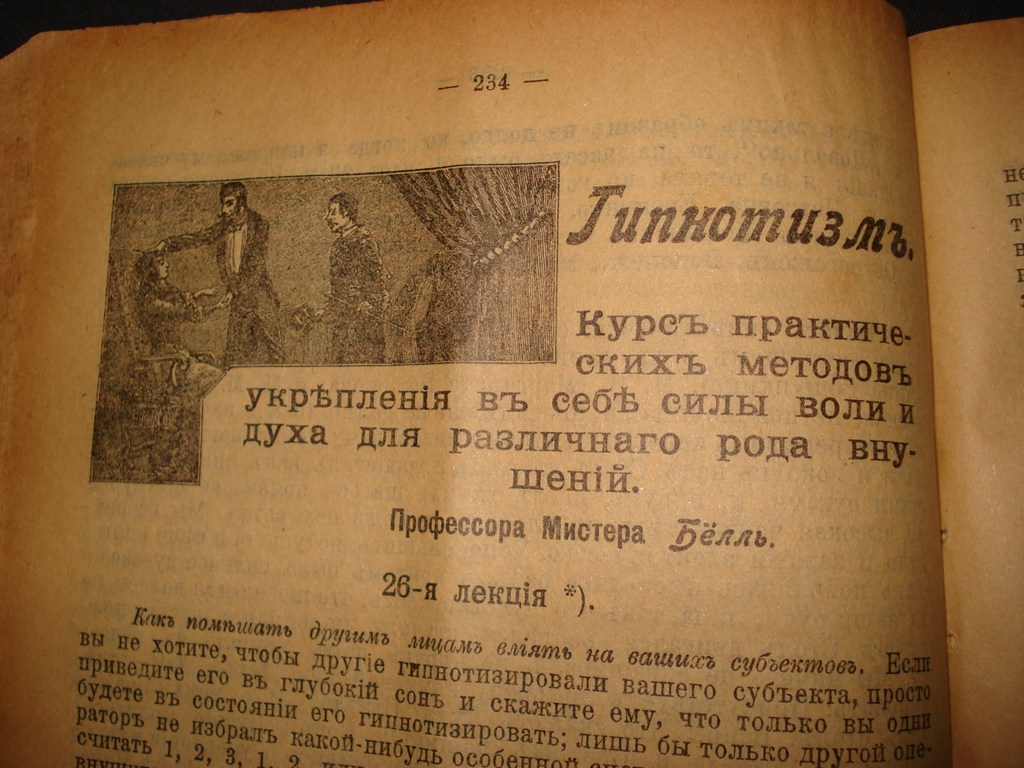 — 234 —
Гипнотизмъ.
Курсъ практиче-
скихъ методовъ
укрѣпленія въ себѣ силы воли и
духа для различнаго рода вну-
шеній.
Профессора Мистера Бёлль.
26-я лекція *).
Какъ помѣшать другимъ лицамъ вліять на вашихъ субъектовъ. Если
вы не хотите, чтобы другіе гипнотизировали вашего субъекта, просто
приведите его въ глубокій сонъ и скажите ему, что только вы одни
будете въ состояніи его гипнотизировать; лишь бы только другой опе-
раторъ не избралъ какой-нибудь особенной
считать 1, 2, 3, 1, 2, или